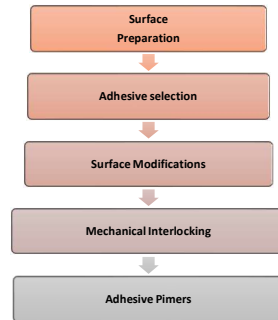 Surface
Preparation
Adhesive selection
Surface Modifications
Mechanical Interlocking
Adhesive Pimers